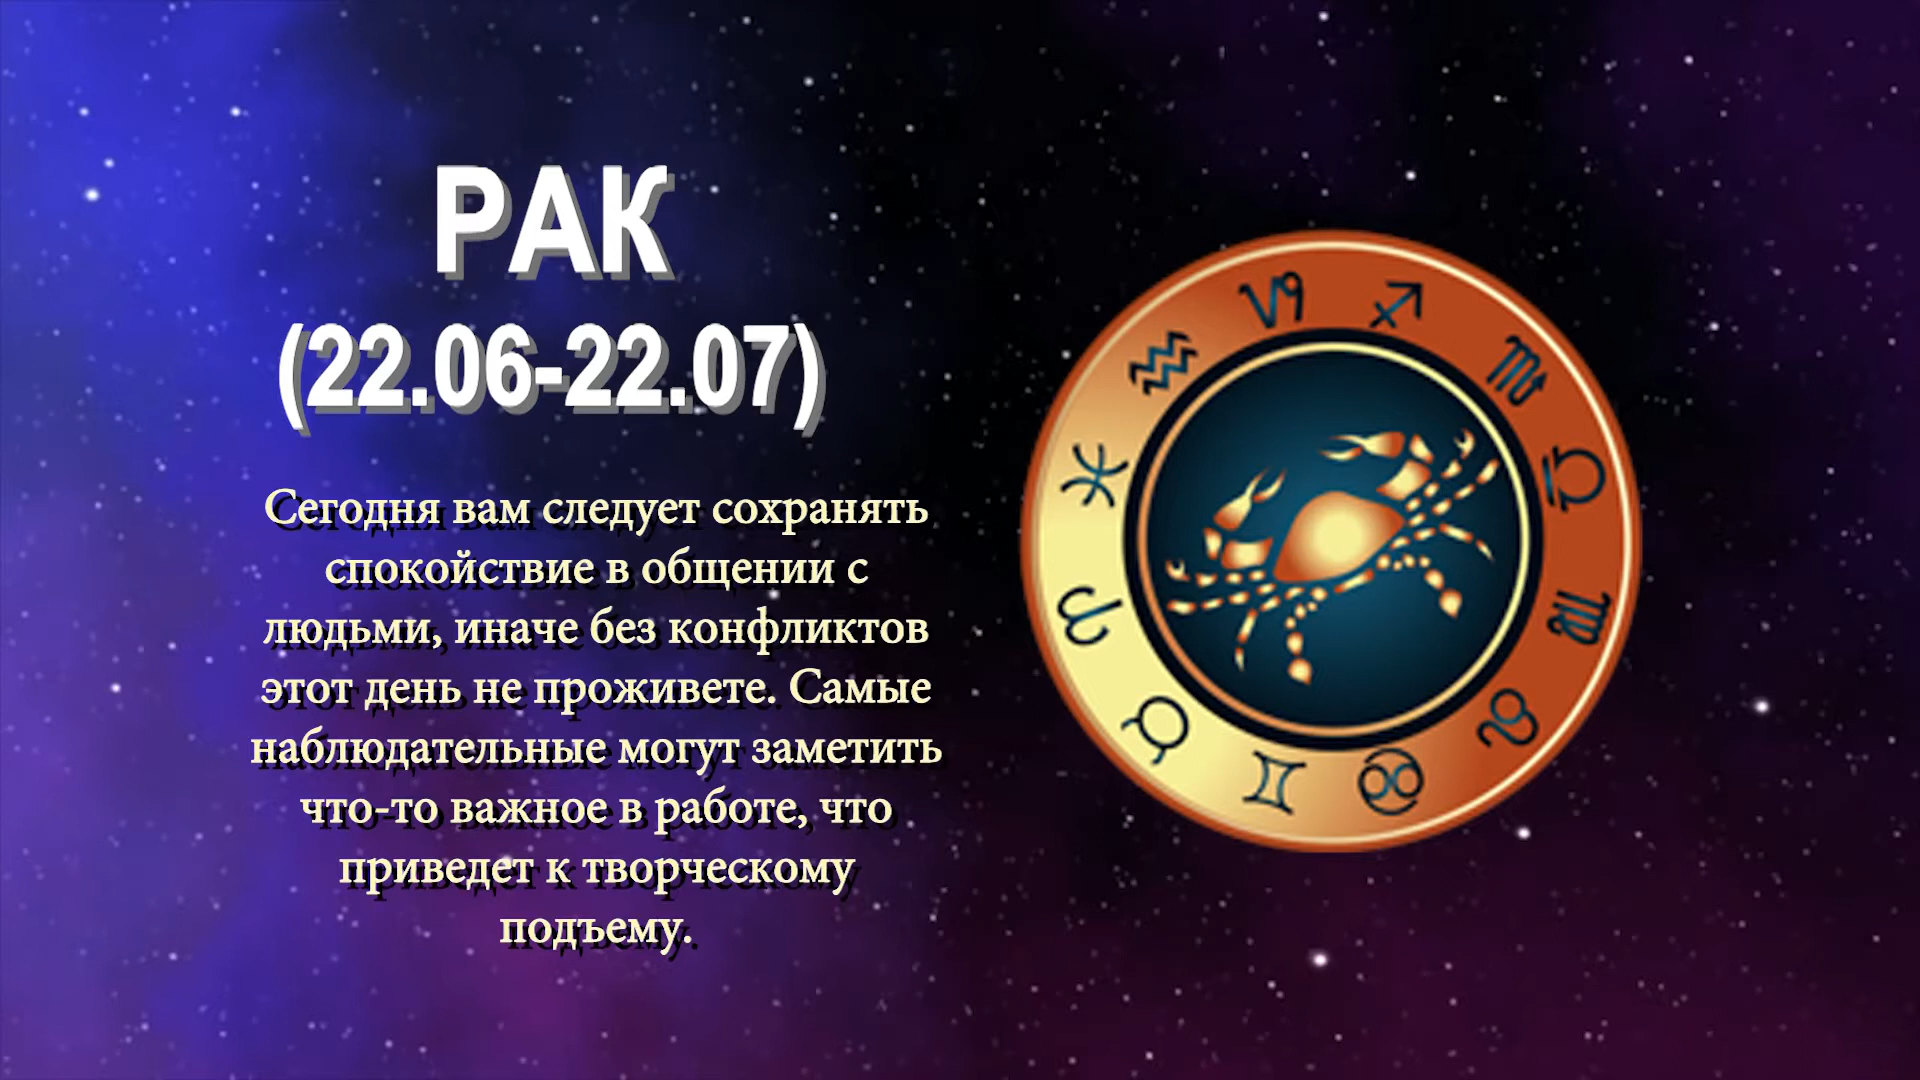 РАК
(22.06-22.07)
Сегодня вам следует сохранять
спокойствие в общении с
людьми, иначе без конфликтов
этот день не проживете. Самые
наблюдательные могут заметить
что-то важное в работе, что
приведет к творческому
подъему.